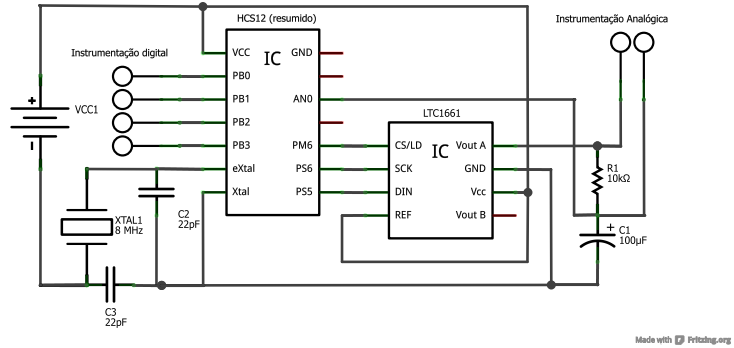 HCS12 (resumido)
Instrumentação Analógica
Instrumentação digital
IC
VCC
GND
PB0
PB1
AN0
PB2
PB3
PM6
eXtal
PS6
Xtal
PS5
+
VCC1
-
LTC1661
IC
CS/LD
Vout A
SCK
GND
DIN
Vcc
REF
Vout B
R1
10kΩ
+
C1
100µF
C2
22pF
XTAL1
8 MHz
C3
22pF
Made with Fritzing.org